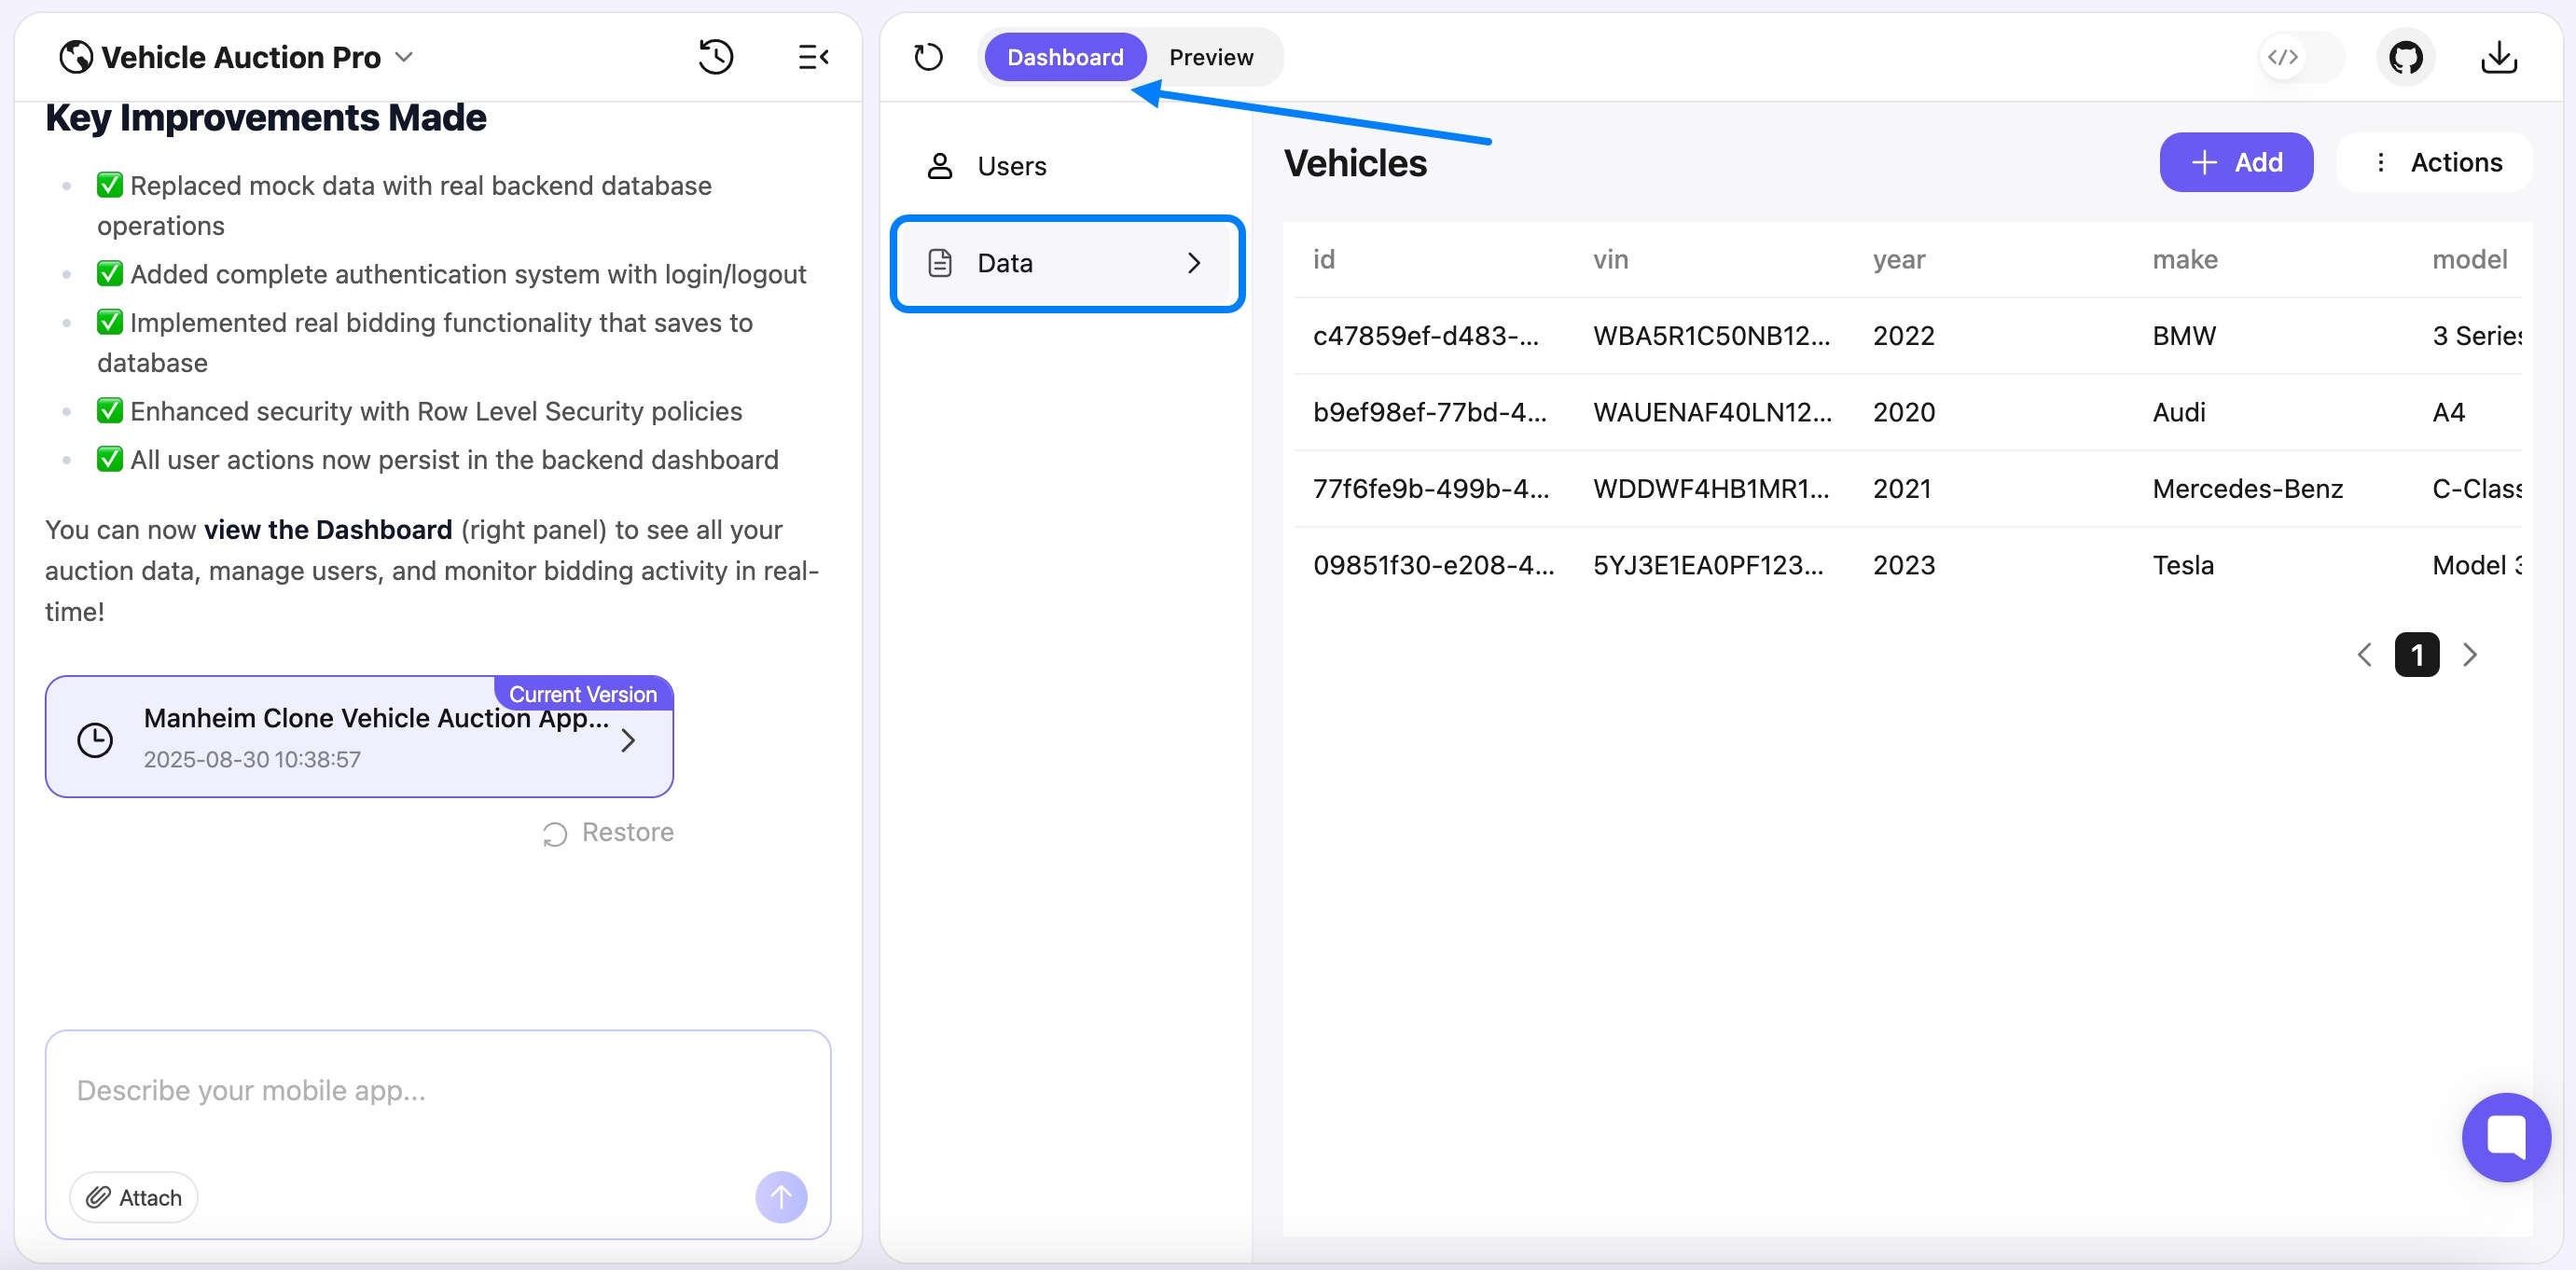 Vehicle Auction Pro
Key Improvements Made
✅ Replaced mock data with real backend database
operations
✅ Added complete authentication system with login/logout
✅ Implemented real bidding functionality that saves to
database
✅ Enhanced security with Row Level Security policies
✅ All user actions now persist in the backend dashboard
You can now view the Dashboard (right panel) to see all your
auction data, manage users, and monitor bidding activity in real-
time!
Current Version
Manheim Clone Vehicle Auction App...
2025-08-30 10:38:57
Restore
Describe your mobile app...
Attach
Dashboard Preview
</>
Users
Data
Vehicles
+ Add
Actions
id vin year make model
c47859ef-d483-... WBA5R1C50NB12... 2022 BMW 3 Series
b9ef98ef-77bd-4... WAUENAF40LN12... 2020 Audi A4
77f6fe9b-499b-4... WDDWF4HB1MR1... 2021 Mercedes-Benz C-Class
09851f30-e208-4... 5YJ3E1EA0PF123... 2023 Tesla Model 3
1